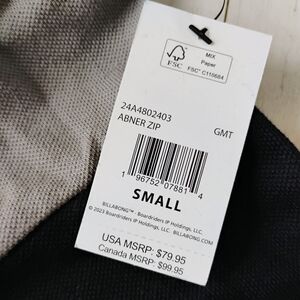 MIX
Paper
FSC
FSC® C115684
24A4802403
ABNER ZIP
GMT
1 96752 07881 4
SMALL
BILLABONG™ · Boardriders IP Holdings, LLC.
© 2023 Boardriders IP Holdings, LLC.
BILLABONG.COM
USA MSRP: $79.95
Canada MSRP: $99.95